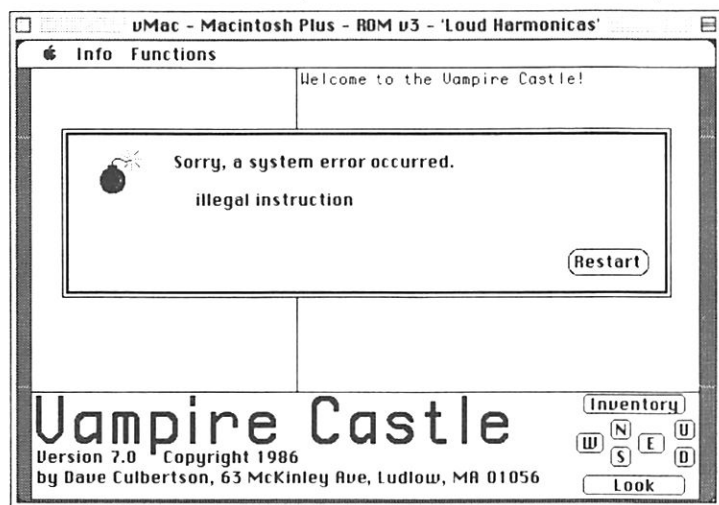 vMac - Macintosh Plus - ROM v3 - 'Loud Harmonicas'
Info Functions
Welcome to the Vampire Castle!
Sorry, a system error occurred.
illegal instruction
Restart
Vampire Castle
Version 7.0 Copyright 1986
by Dave Culbertson, 63 McKinley Ave, Ludlow, MA 01056
Inventory
N U
W E
S D
Look